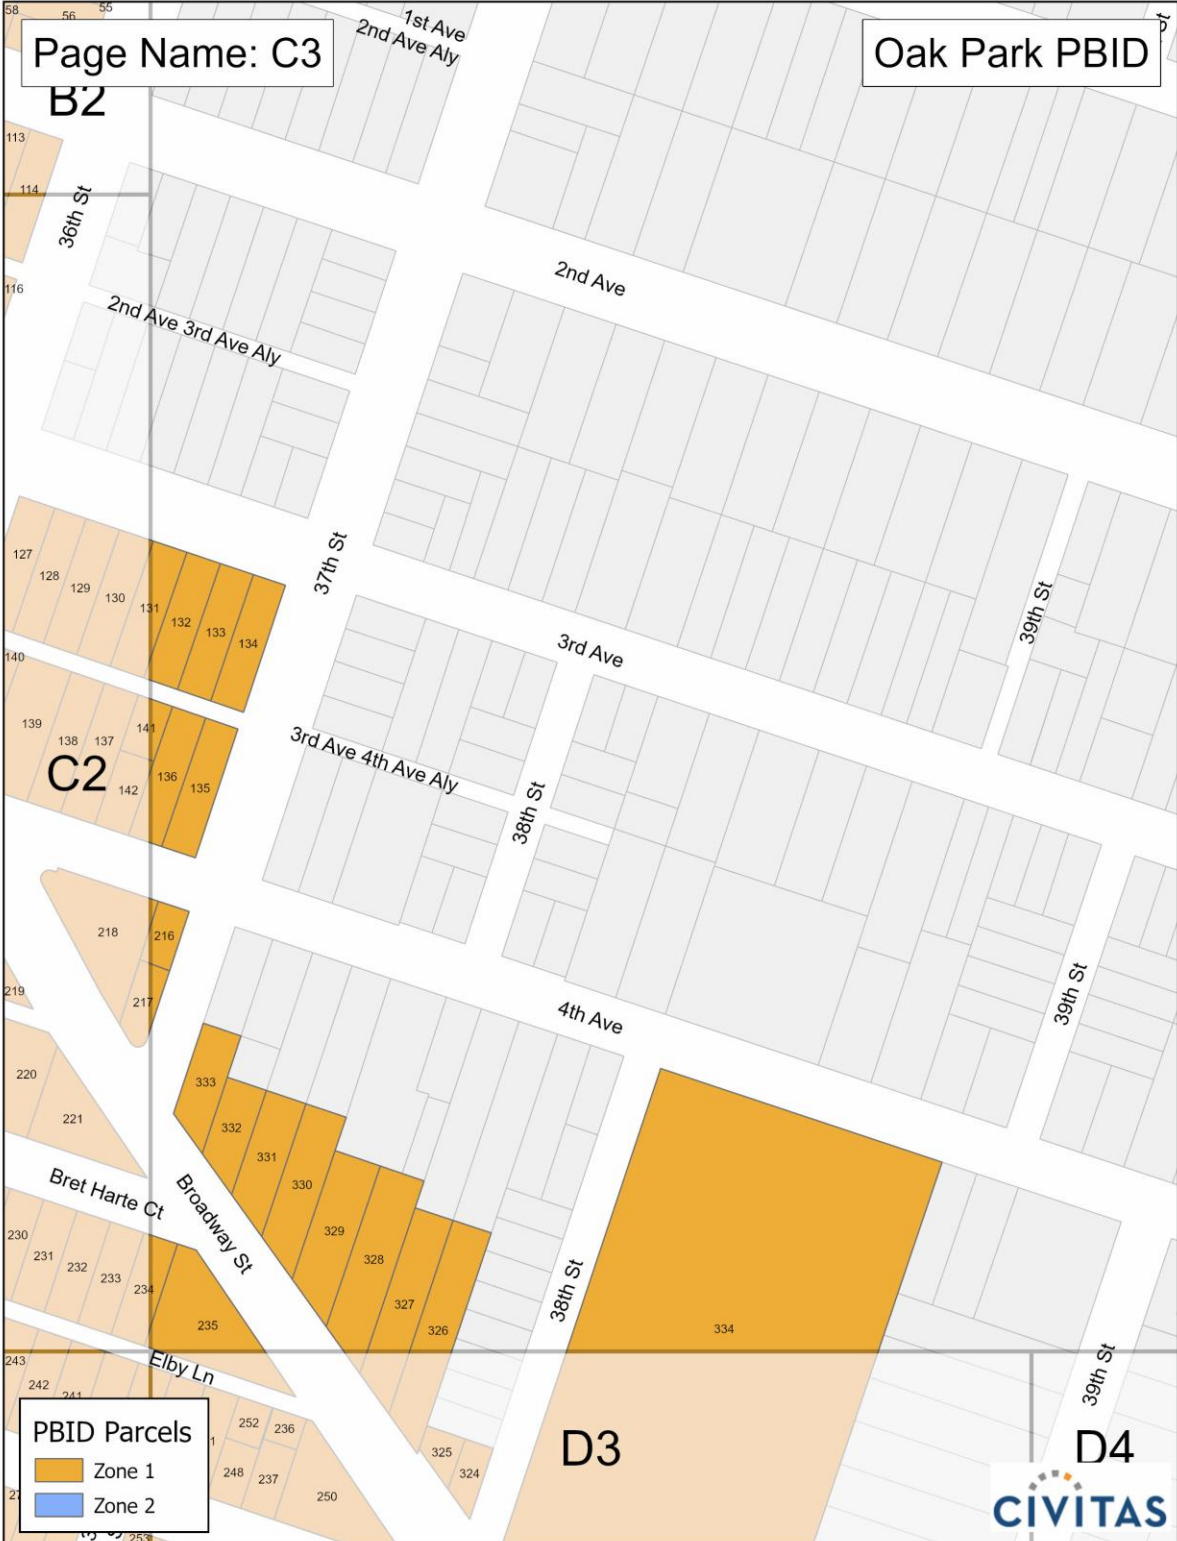 58
56
55
1st Ave
2nd Ave Aly
Page Name: C3
Oak Park PBID
St
B2
113
114
36th St
116
2nd Ave
2nd Ave 3rd Ave Aly
37th St
127
128
129
130
131
132
133
134
39th St
3rd Ave
140
139
138
137
141
136
135
142
C2
3rd Ave 4th Ave Aly
38th St
218
216
217
219
4th Ave
39th St
220
221
333
332
331
330
329
328
327
326
Bret Harte Ct
Broadway St
230
231
232
233
234
235
38th St
334
39th St
243
242
241
Elby Ln
252
236
248
237
250
325
324
D3
D4
PBID Parcels
Zone 1
Zone 2
253
CIVITAS